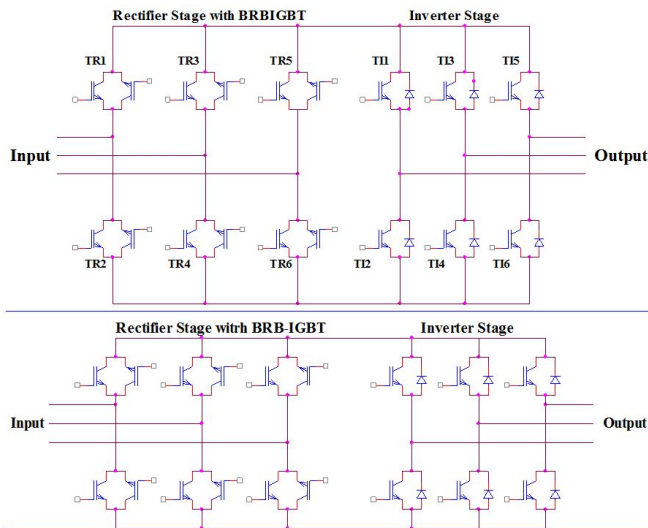 Rectifier Stage with BRBIGBT Inverter Stage
TR1 TR3 TR5 TI1 TI3 TI5
Input Output
TR2 TR4 TR6 TI2 TI4 TI6
Rectifier Stage witrh BRB-IGBT Inverter Stage
Input Output